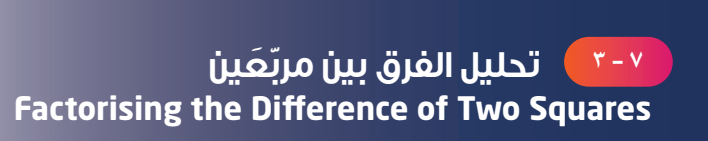 ٧ - ٣ تحليل الفرق بين مربّعَين
Factorising the Difference of Two Squares